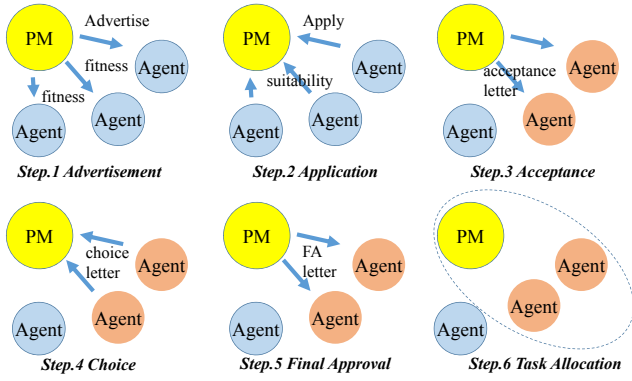 PM
Advertise
Agent
fitness
fitness
Agent
Agent
Step.1 Advertisement
PM
Apply
Agent
suitability
Agent
Agent
Step.2 Application
PM
Agent
acceptance
letter
Agent
Agent
Step.3 Acceptance
PM
choice
letter
Agent
Agent
Agent
Step.4 Choice
PM
FA
letter
Agent
Agent
Agent
Step.5 Final Approval
PM
Agent
Agent
Agent
Step.6 Task Allocation